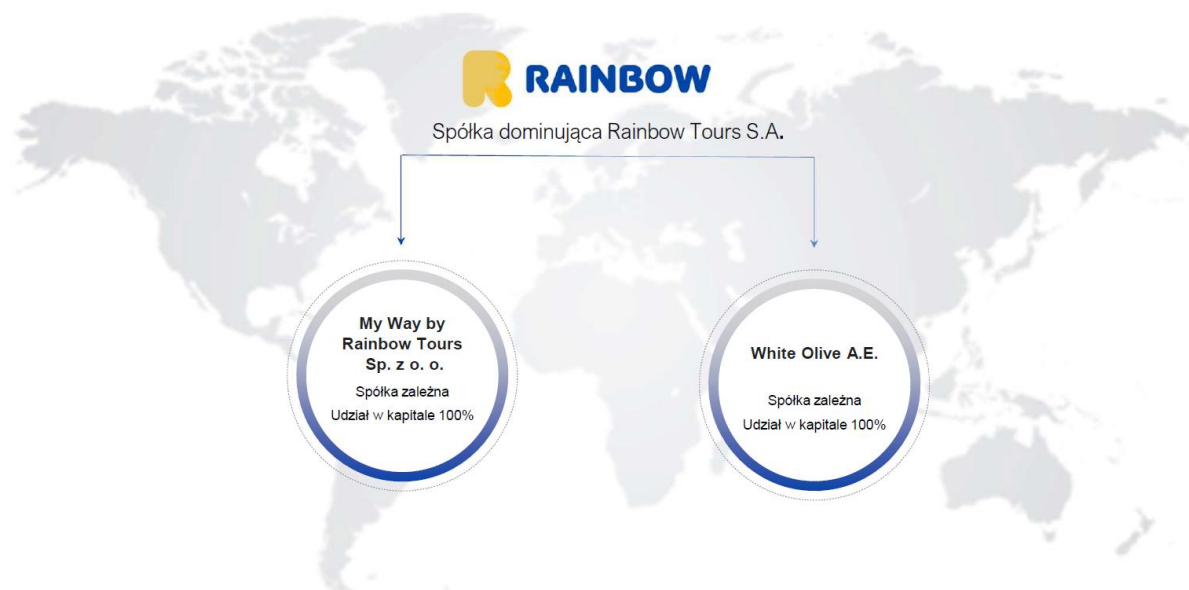 RAINBOW
Spółka dominująca Rainbow Tours S.A.
My Way by
Rainbow Tours
Sp. z o. o.
Spółka zależna
Udział w kapitale 100%
White Olive A.E.
Spółka zależna
Udział w kapitale 100%